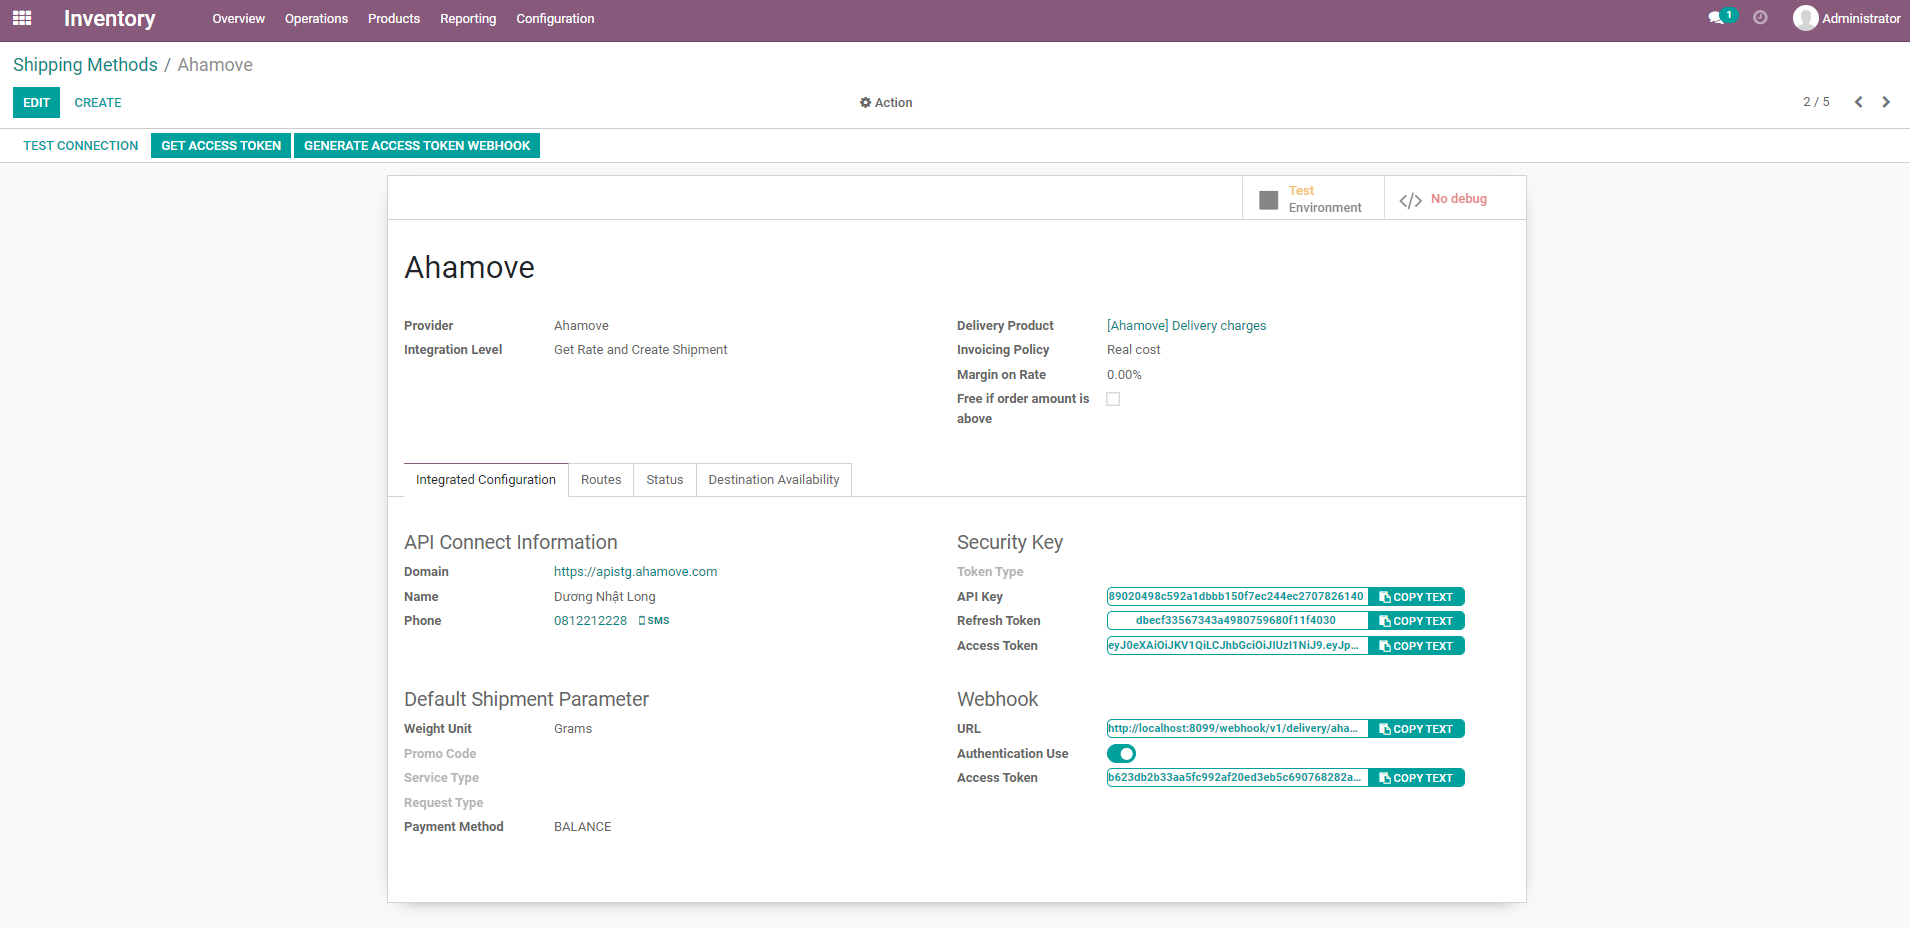 Inventory Overview Operations Products Reporting Configuration 1 Administrator
Shipping Methods / Ahamove
EDIT CREATE Action 2 / 5
TEST CONNECTION GET ACCESS TOKEN GENERATE ACCESS TOKEN WEBHOOK
Test
Environment
No debug
Ahamove
Provider Ahamove
Integration Level Get Rate and Create Shipment
Delivery Product [Ahamove] Delivery charges
Invoicing Policy Real cost
Margin on Rate 0.00%
Free if order amount is
above
Integrated Configuration Routes Status Destination Availability
API Connect Information
Domain https://apistg.ahamove.com
Name Dương Nhật Long
Phone 0812212228 SMS
Security Key
Token Type
API Key 89020498c592a1dbbb150f7ec244ec2707826140 COPY TEXT
Refresh Token dbecf33567343a4980759680f11f4030 COPY TEXT
Access Token eyJ0eXAiOiJKV1QiLCJhbGciOiJIUzI1NiJ9.eyJp... COPY TEXT
Default Shipment Parameter
Weight Unit Grams
Promo Code
Service Type
Request Type
Payment Method BALANCE
Webhook
URL http://localhost:8099/webhook/v1/delivery/aha... COPY TEXT
Authentication Use
Access Token b623db2b33aa5fc992af20ed3eb5c690768282a... COPY TEXT